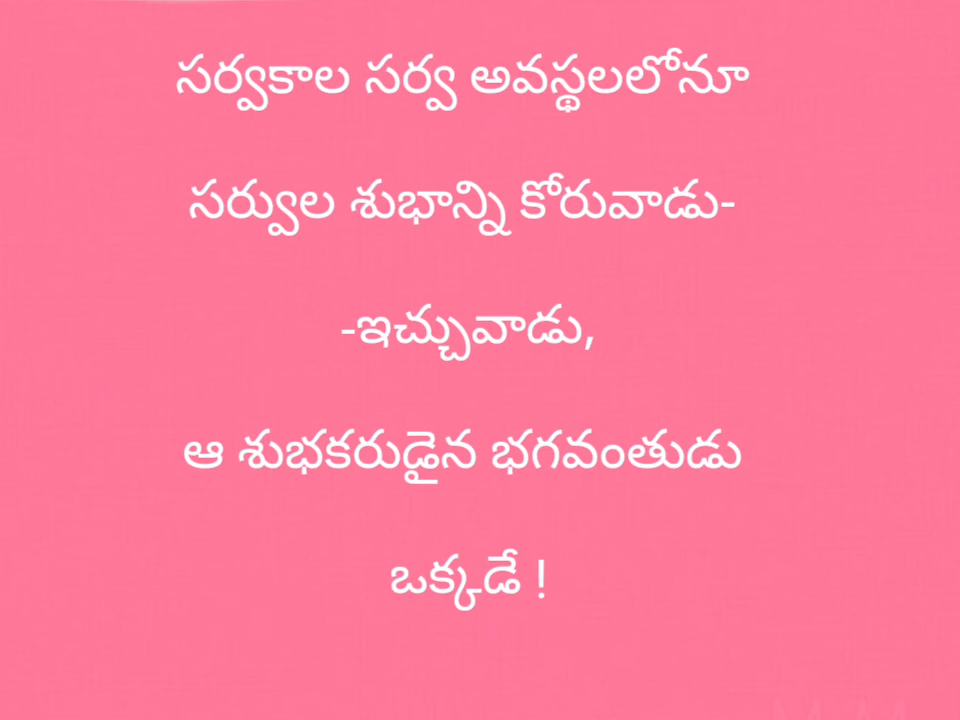 సర్వకాల సర్వ అవస్థలలోనూ
సర్వుల శుభాన్ని కోరువాడు-
-ఇచ్చువాడు,
ఆ శుభకరుడైన భగవంతుడు
ఒక్కడే !